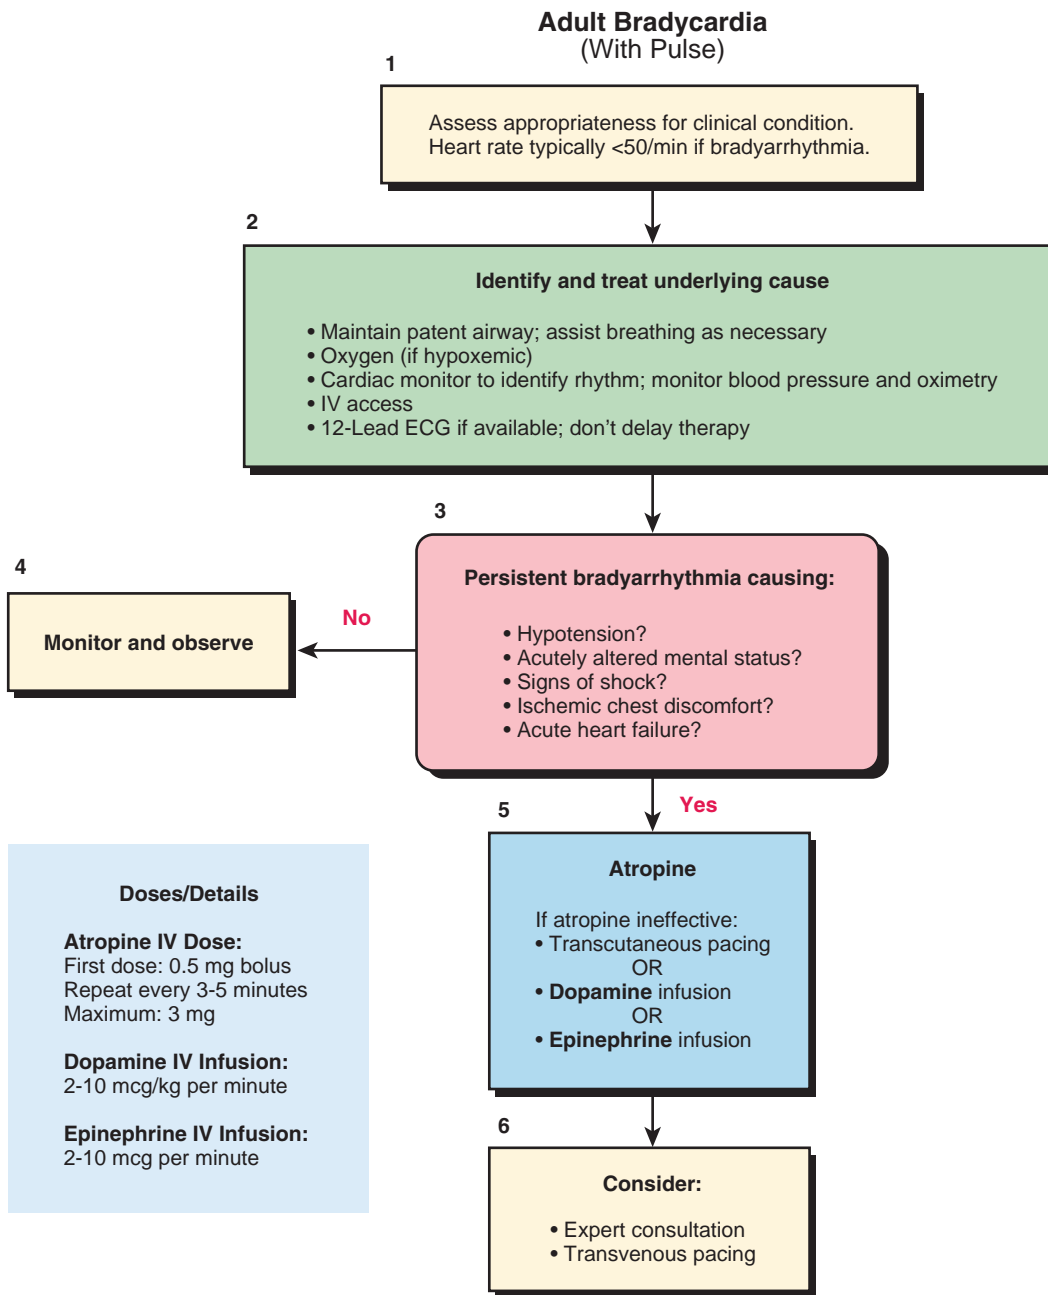 Adult Bradycardia
(With Pulse)
1
Assess appropriateness for clinical condition.
Heart rate typically <50/min if bradyarrhythmia.
2
Identify and treat underlying cause
• Maintain patent airway; assist breathing as necessary
• Oxygen (if hypoxemic)
• Cardiac monitor to identify rhythm; monitor blood pressure and oximetry
• IV access
• 12-Lead ECG if available; don't delay therapy
3
Persistent bradyarrhythmia causing:
• Hypotension?
• Acutely altered mental status?
• Signs of shock?
• Ischemic chest discomfort?
• Acute heart failure?
No
4
Monitor and observe
Yes
5
Atropine
If atropine ineffective:
• Transcutaneous pacing
OR
• Dopamine infusion
OR
• Epinephrine infusion
Doses/Details
Atropine IV Dose:
First dose: 0.5 mg bolus
Repeat every 3-5 minutes
Maximum: 3 mg
Dopamine IV Infusion:
2-10 mcg/kg per minute
Epinephrine IV Infusion:
2-10 mcg per minute
6
Consider:
• Expert consultation
• Transvenous pacing